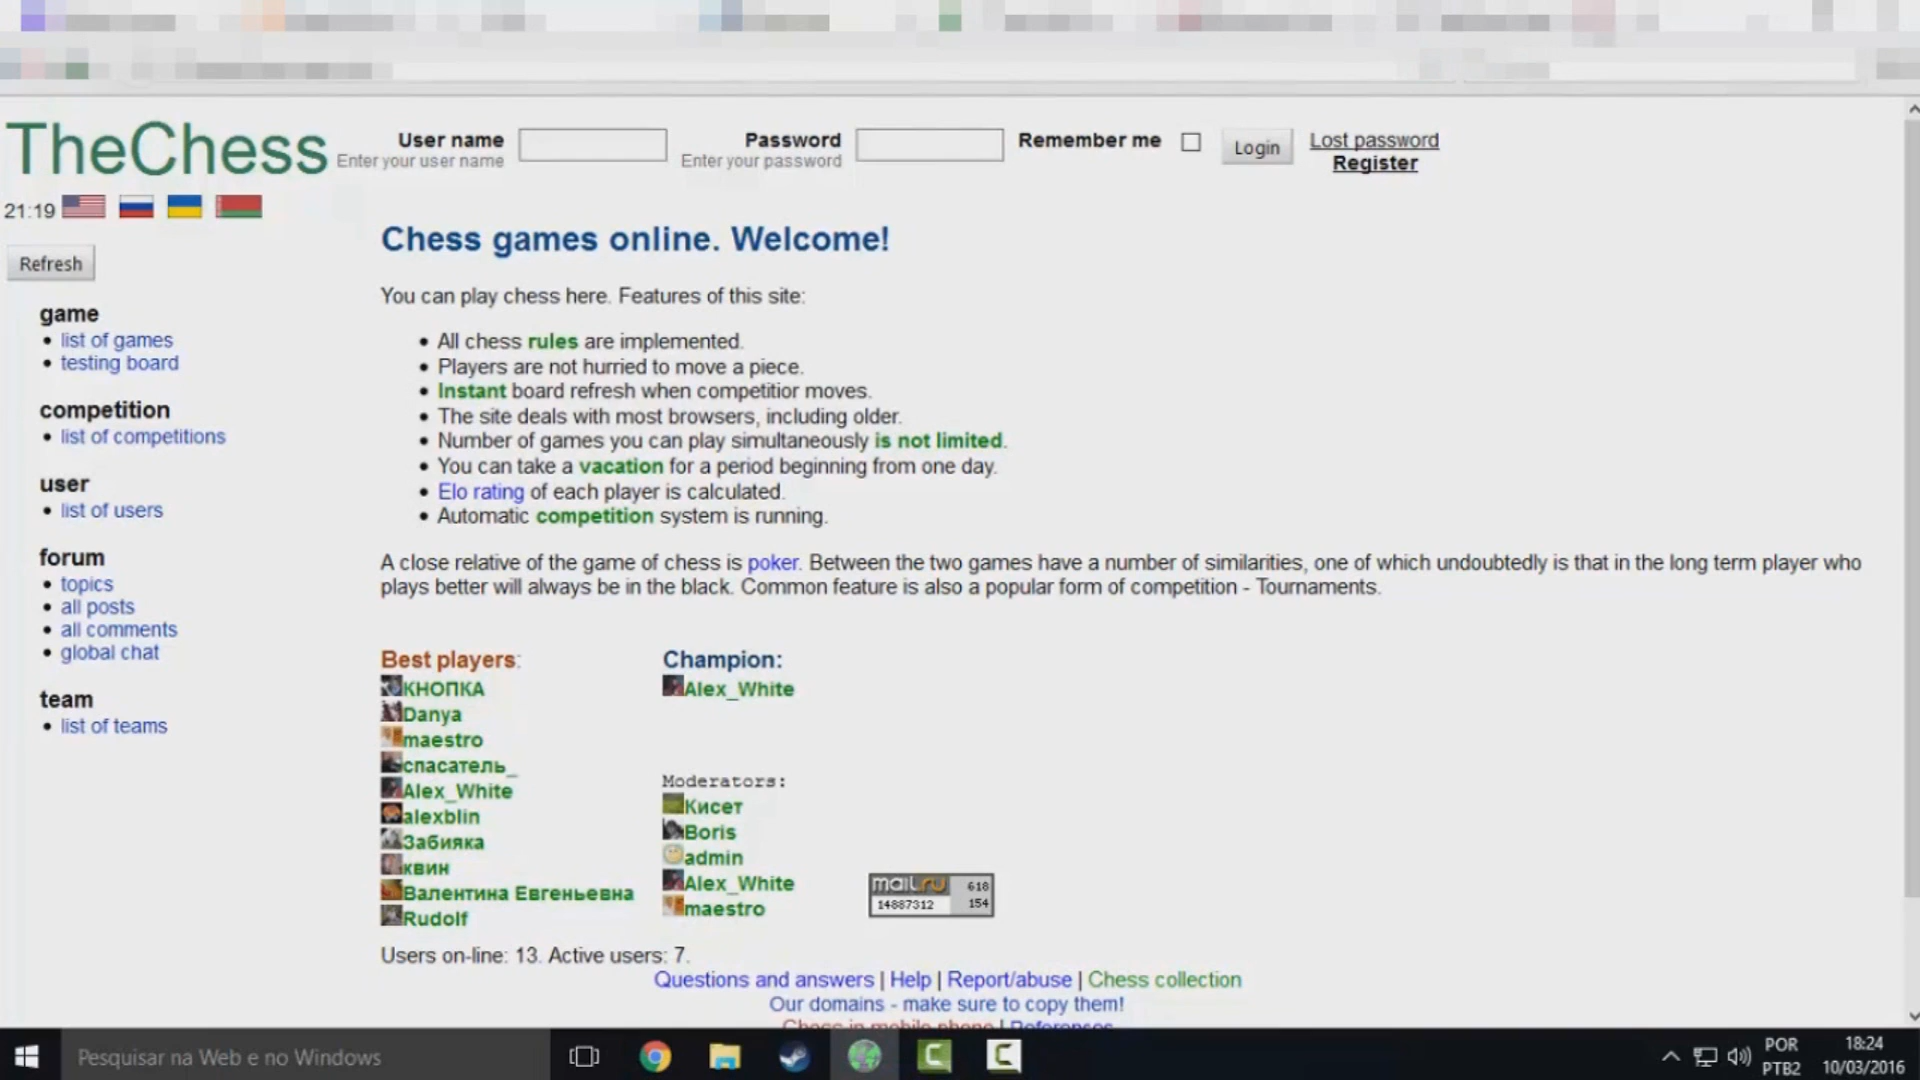 TheChess
User name
Enter your user name
Password
Enter your password
Remember me
Login
Lost password
Register
21:19
Refresh
game
list of games
testing board
competition
list of competitions
user
list of users
forum
topics
all posts
all comments
global chat
team
list of teams
Chess games online. Welcome!
You can play chess here. Features of this site:
All chess rules are implemented.
Players are not hurried to move a piece.
Instant board refresh when competitior moves.
The site deals with most browsers, including older.
Number of games you can play simultaneously is not limited.
You can take a vacation for a period beginning from one day.
Elo rating of each player is calculated.
Automatic competition system is running.
A close relative of the game of chess is poker. Between the two games have a number of similarities, one of which undoubtedly is that in the long term player who
plays better will always be in the black. Common feature is also a popular form of competition - Tournaments.
Best players:
КНОПКА
Danya
maestro
спасатель_
Alex_White
alexblin
Забияка
квин
Валентина Евгеньевна
Rudolf
Champion:
Alex_White
Moderators:
Кисет
Boris
admin
Alex_White
maestro
mail.ru
618
14887312
154
Users on-line: 13. Active users: 7.
Questions and answers | Help | Report/abuse | Chess collection
Our domains - make sure to copy them!
Chess in mobile phone | References
Pesquisar na Web e no Windows
POR
PTB2
18:24
10/03/2016